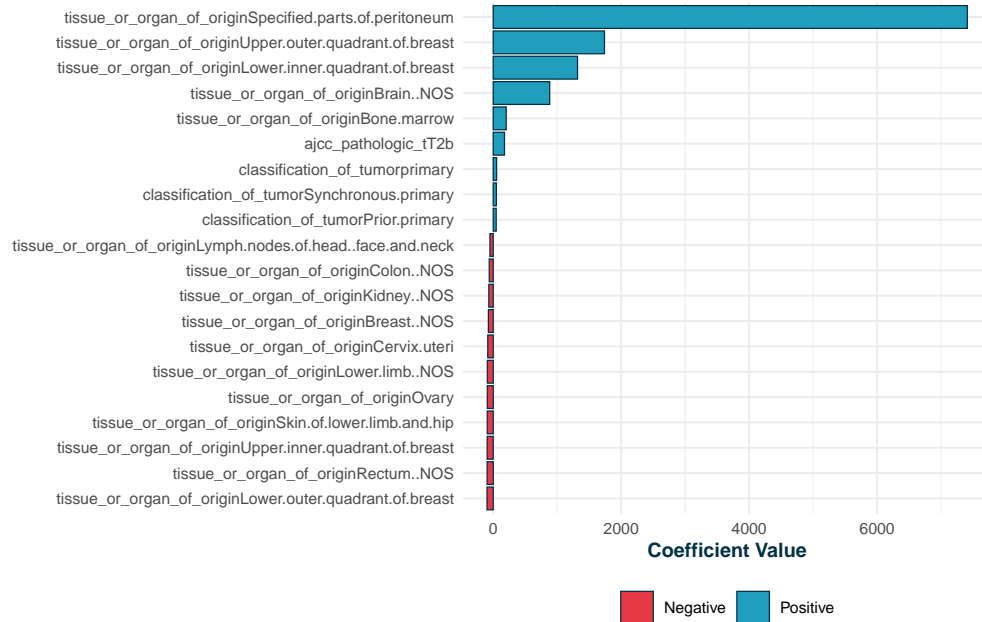 tissue_or_organ_of_originSpecified.parts.of.peritoneum
tissue_or_organ_of_originUpper.outer.quadrant.of.breast
tissue_or_organ_of_originLower.inner.quadrant.of.breast
tissue_or_organ_of_originBrain..NOS
tissue_or_organ_of_originBone.marrow
ajcc_pathologic_tT2b
classification_of_tumorprimary
classification_of_tumorSynchronous.primary
classification_of_tumorPrior.primary
tissue_or_organ_of_originLymph.nodes.of.head..face.and.neck
tissue_or_organ_of_originColon..NOS
tissue_or_organ_of_originKidney..NOS
tissue_or_organ_of_originBreast..NOS
tissue_or_organ_of_originCervix.uteri
tissue_or_organ_of_originLower.limb..NOS
tissue_or_organ_of_originOvary
tissue_or_organ_of_originSkin.of.lower.limb.and.hip
tissue_or_organ_of_originUpper.inner.quadrant.of.breast
tissue_or_organ_of_originRectum..NOS
tissue_or_organ_of_originLower.outer.quadrant.of.breast
0 2000 4000 6000
Coefficient Value
Negative Positive